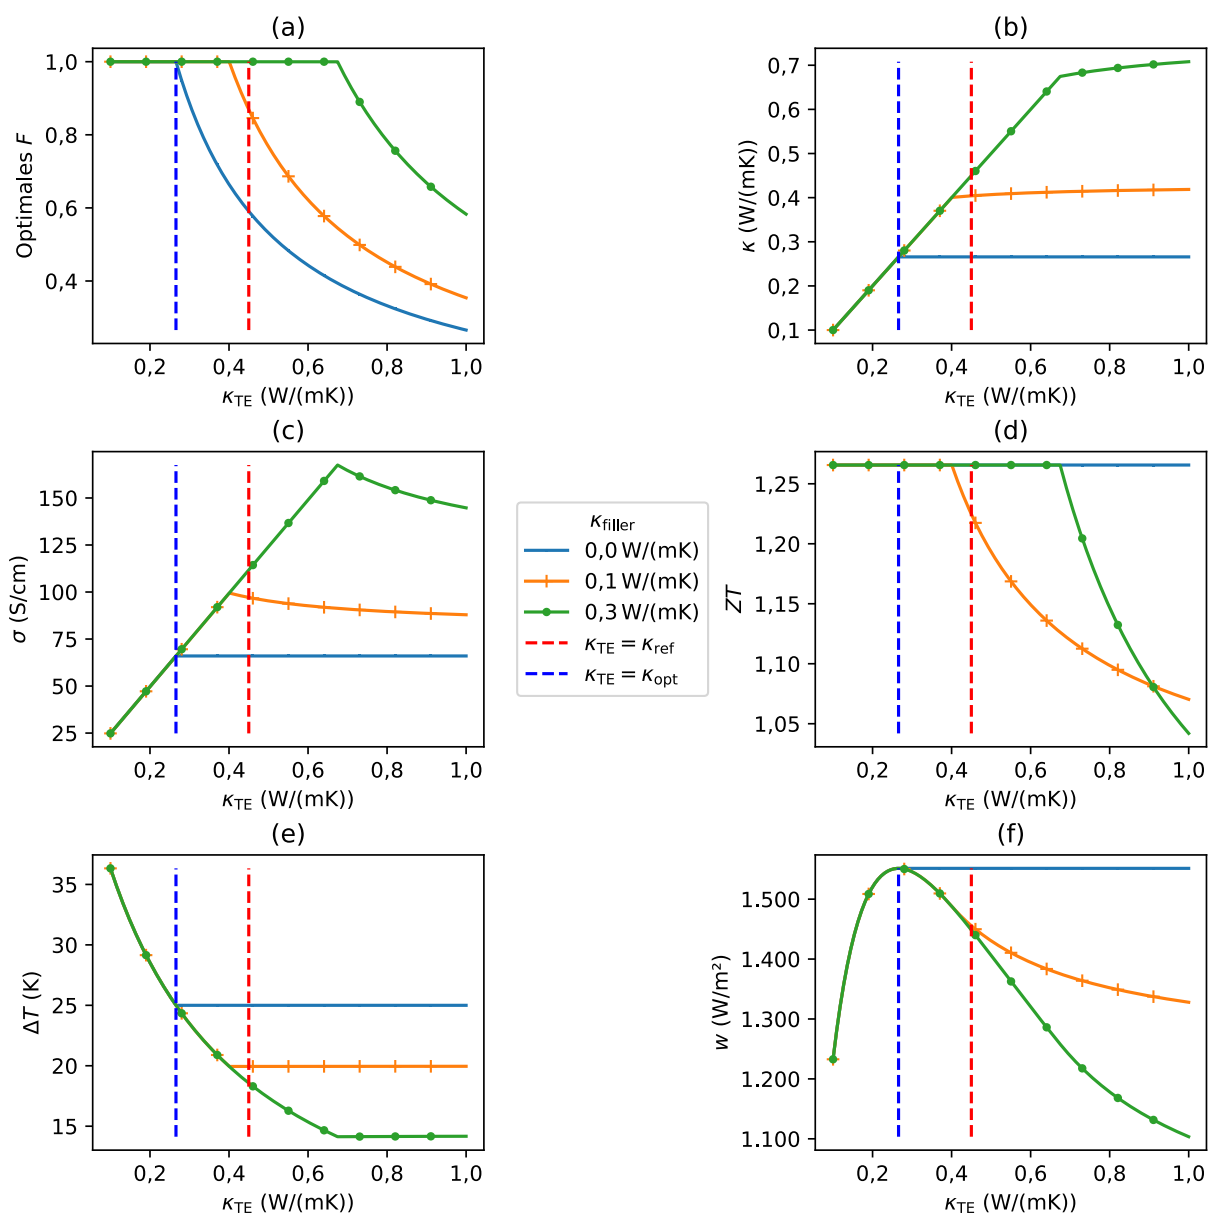 (a)
Optimales F
1,0
0,8
0,6
0,4
0,2 0,4 0,6 0,8 1,0
κTE (W/(mK))
(b)
κ (W/(mK))
0,7
0,6
0,5
0,4
0,3
0,2
0,1
0,2 0,4 0,6 0,8 1,0
κTE (W/(mK))
(c)
σ (S/cm)
150
125
100
75
50
25
0,2 0,4 0,6 0,8 1,0
κTE (W/(mK))
κfiller
0,0 W/(mK)
0,1 W/(mK)
0,3 W/(mK)
κTE = κref
κTE = κopt
(d)
ZT
1,25
1,20
1,15
1,10
1,05
0,2 0,4 0,6 0,8 1,0
κTE (W/(mK))
(e)
ΔT (K)
35
30
25
20
15
0,2 0,4 0,6 0,8 1,0
κTE (W/(mK))
(f)
w (W/m²)
1.500
1.400
1.300
1.200
1.100
0,2 0,4 0,6 0,8 1,0
κTE (W/(mK))